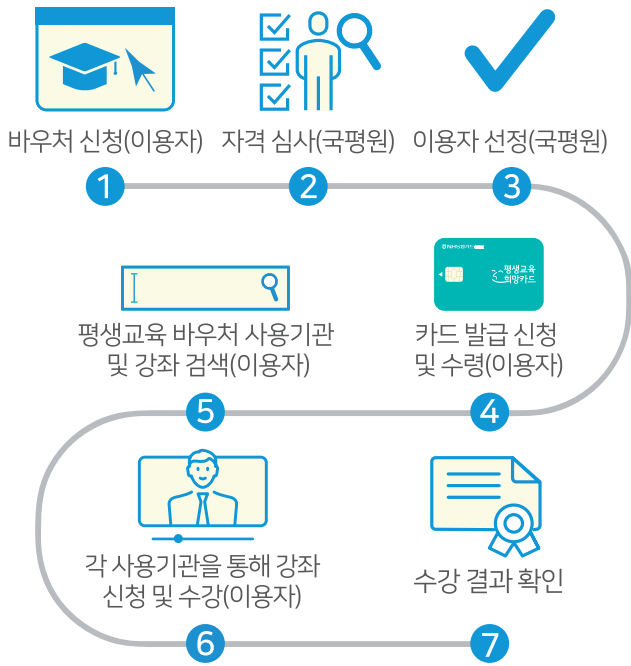 바우처 신청(이용자)
자격 심사(국평원)
이용자 선정(국평원)
1
2
3
평생교육
희망카드
카드 발급 신청
및 수령(이용자)
4
평생교육 바우처 사용기관
및 강좌 검색(이용자)
5
각 사용기관을 통해 강좌
신청 및 수강(이용자)
6
수강 결과 확인
7